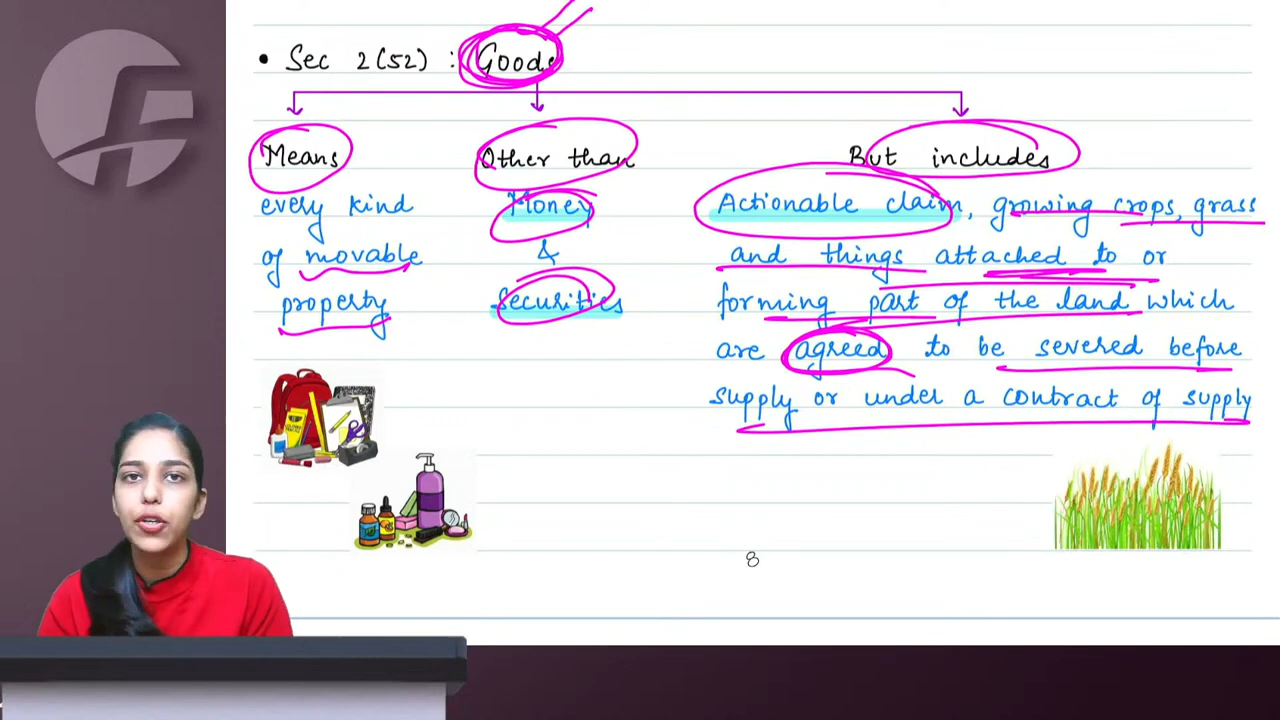 • Sec 2(52) : Goods
Means
Other than
But includes
every kind
of movable
property
Money
&
Securities
Actionable claim, growing crops, grass
and things attached to or
forming part of the land which
are agreed to be severed before
supply or under a contract of supply
8